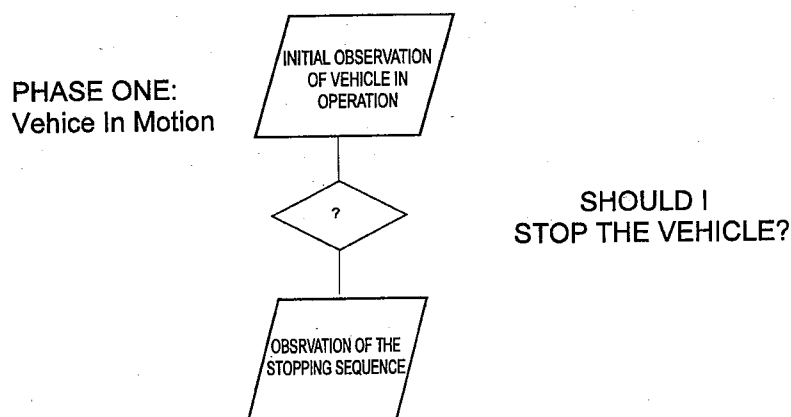 INITIAL OBSERVATION
OF VEHICLE IN
OPERATION
PHASE ONE:
Vehice In Motion
?
SHOULD I
STOP THE VEHICLE?
OBSRVATION OF THE
STOPPING SEQUENCE